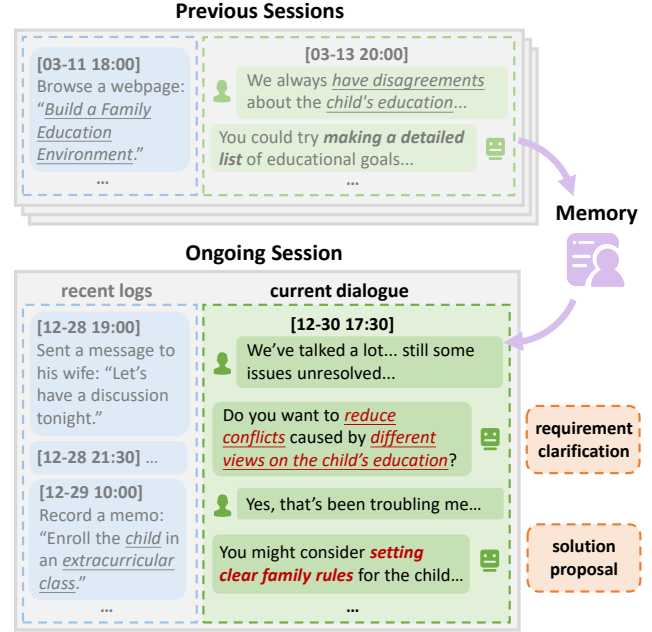 Previous Sessions
[03-11 18:00]
Browse a webpage:
“Build a Family
Education
Environment.”
...
[03-13 20:00]
We always have disagreements
about the child's education...
You could try making a detailed
list of educational goals...
...
Memory
Ongoing Session
recent logs
[12-28 19:00]
Sent a message to
his wife: “Let’s
have a discussion
tonight.”
[12-28 21:30] ...
[12-29 10:00]
Record a memo:
“Enroll the child in
an extracurricular
class.”
...
current dialogue
[12-30 17:30]
We’ve talked a lot... still some
issues unresolved...
Do you want to reduce
conflicts caused by different
views on the child’s education?
Yes, that’s been troubling me...
You might consider setting
clear family rules for the child...
...
requirement
clarification
solution
proposal